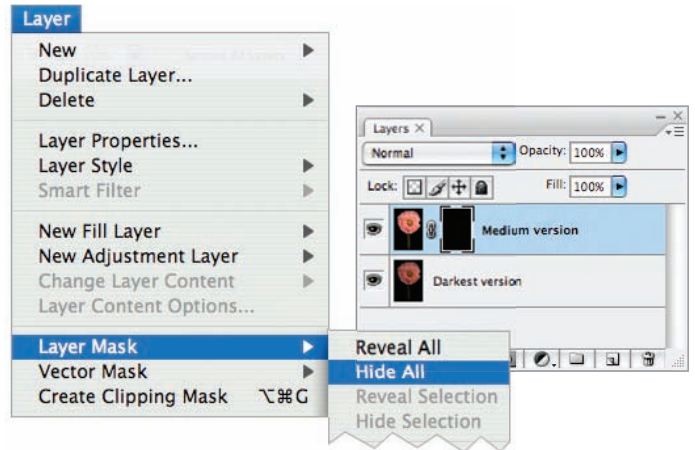 Layer
New
Duplicate Layer...
Delete
Layer Properties...
Layer Style
Smart Filter
New Fill Layer
New Adjustment Layer
Change Layer Content
Layer Content Options...
Layer Mask
Vector Mask
Create Clipping Mask ⌥⌘G
Reveal All
Hide All
Reveal Selection
Hide Selection
Layers ×
Normal Opacity: 100%
Lock: Fill: 100%
Medium version
Darkest version